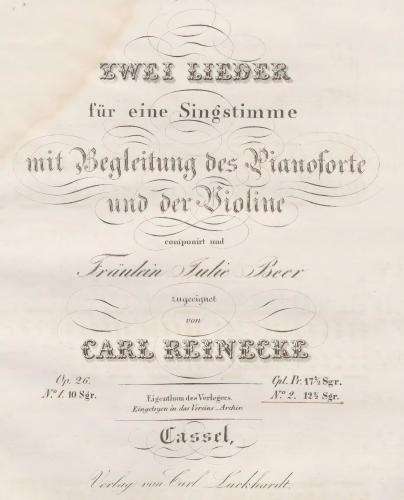 ZWEI LIEDER
für eine Singstimme
mit Begleitung des Pianoforte
und der Violine
componirt und
Fräulein Julie Beer
zugeeignet
von
CARL REINECKE
Op. 26.
Cpl. Pr. 17½ Sgr.
No. 1. 10 Sgr.
Eigenthum des Verlegers.
No. 2. 12½ Sgr.
Eingetragen in das Vereins-Archiv.
Cassel,
Verlag von Carl Luckhardt.